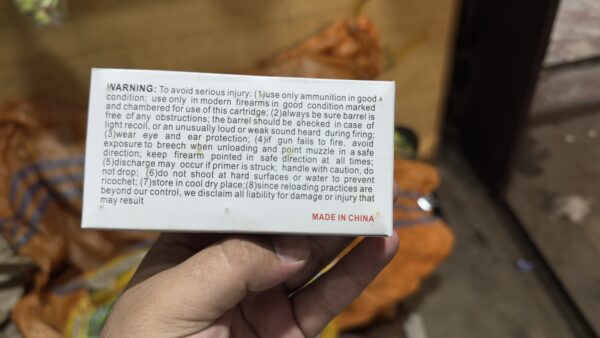 WARNING: To avoid serious injury: (1)use only ammunition in good
condition; use only in modern firearms in good condition marked
and chambered for use of this cartridge; (2)always be sure barrel is
free of any obstructions; the barrel should be checked in case of
light recoil, or an unusually loud or weak sound heard during firing;
(3)wear eye and ear protection; (4)if gun fails to fire, avoid
exposure to breech when unloading and point muzzle in a safe
direction; keep firearm pointed in safe direction at all times;
(5)discharge may occur if primer is struck; handle with caution, do
not drop; (6)do not shoot at hard surfaces or water to prevent
ricochet; (7)store in cool dry place;(8)since reloading practices are
beyond our control, we disclaim all liability for damage or injury that
may result
MADE IN CHINA